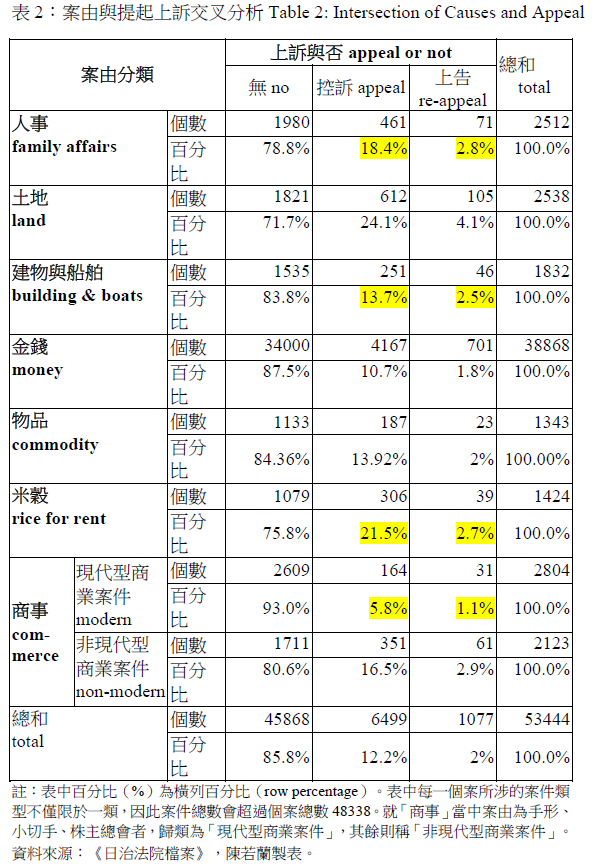 表 2：案由與提起上訴交叉分析 Table 2: Intersection of Causes and Appeal
案由分類
上訴與否 appeal or not
總和
total
無 no
控訴 appeal
上告
re-appeal
人事
family affairs
個數 1980 461 71 2512
百分比 78.8% 18.4% 2.8% 100.0%
土地
land
個數 1821 612 105 2538
百分比 71.7% 24.1% 4.1% 100.0%
建物與船舶
building & boats
個數 1535 251 46 1832
百分比 83.8% 13.7% 2.5% 100.0%
金錢
money
個數 34000 4167 701 38868
百分比 87.5% 10.7% 1.8% 100.0%
物品
commodity
個數 1133 187 23 1343
百分比 84.36% 13.92% 2% 100.00%
米穀
rice for rent
個數 1079 306 39 1424
百分比 75.8% 21.5% 2.7% 100.0%
商事
com-
merce
現代型商
業案件
modern
個數 2609 164 31 2804
百分比 93.0% 5.8% 1.1% 100.0%
非現代型
商業案件
non-modern
個數 1711 351 61 2123
百分比 80.6% 16.5% 2.9% 100.0%
總和
total
個數 45868 6499 1077 53444
百分比 85.8% 12.2% 2% 100.0%
註：表中百分比（%）為橫列百分比（row percentage）。表中每一個案所涉的案件類
型不僅限於一類，因此案件總數會超過個案總數 48338。就「商事」當中案由為手形、
小切手、株主總會者，歸類為「現代型商業案件」，其餘則稱「非現代型商業案件」。
資料來源：《日治法院檔案》，陳若蘭製表。